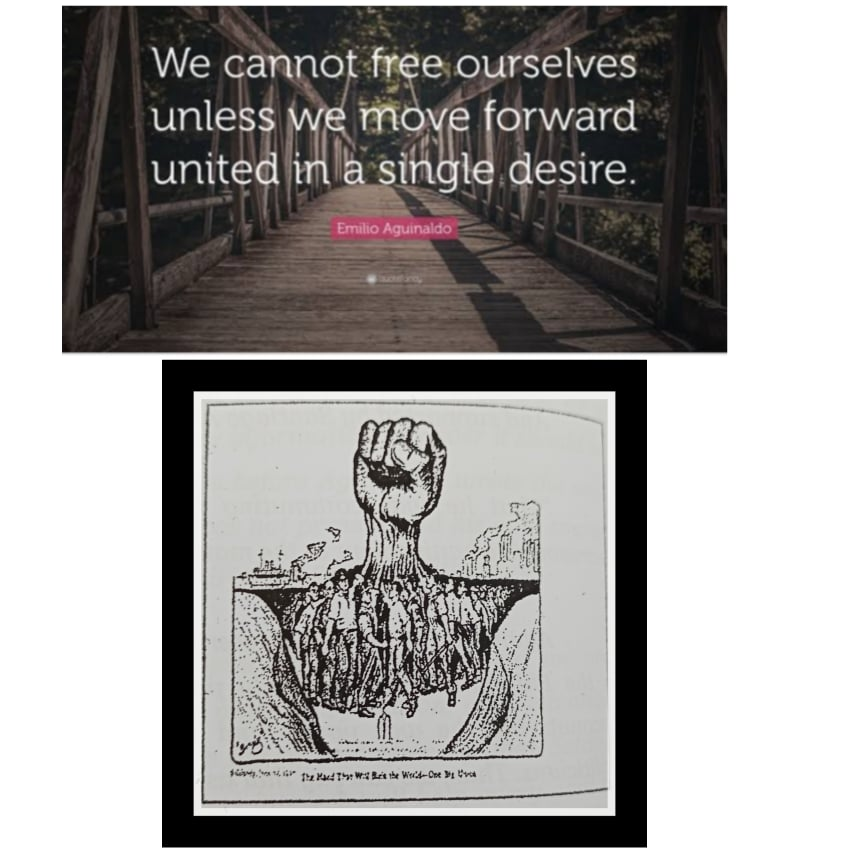 We cannot free ourselves
unless we move forward
united in a single desire.
Emilio Aguinaldo
quotefancy
The Hand That Will Rule the World—One Big Union